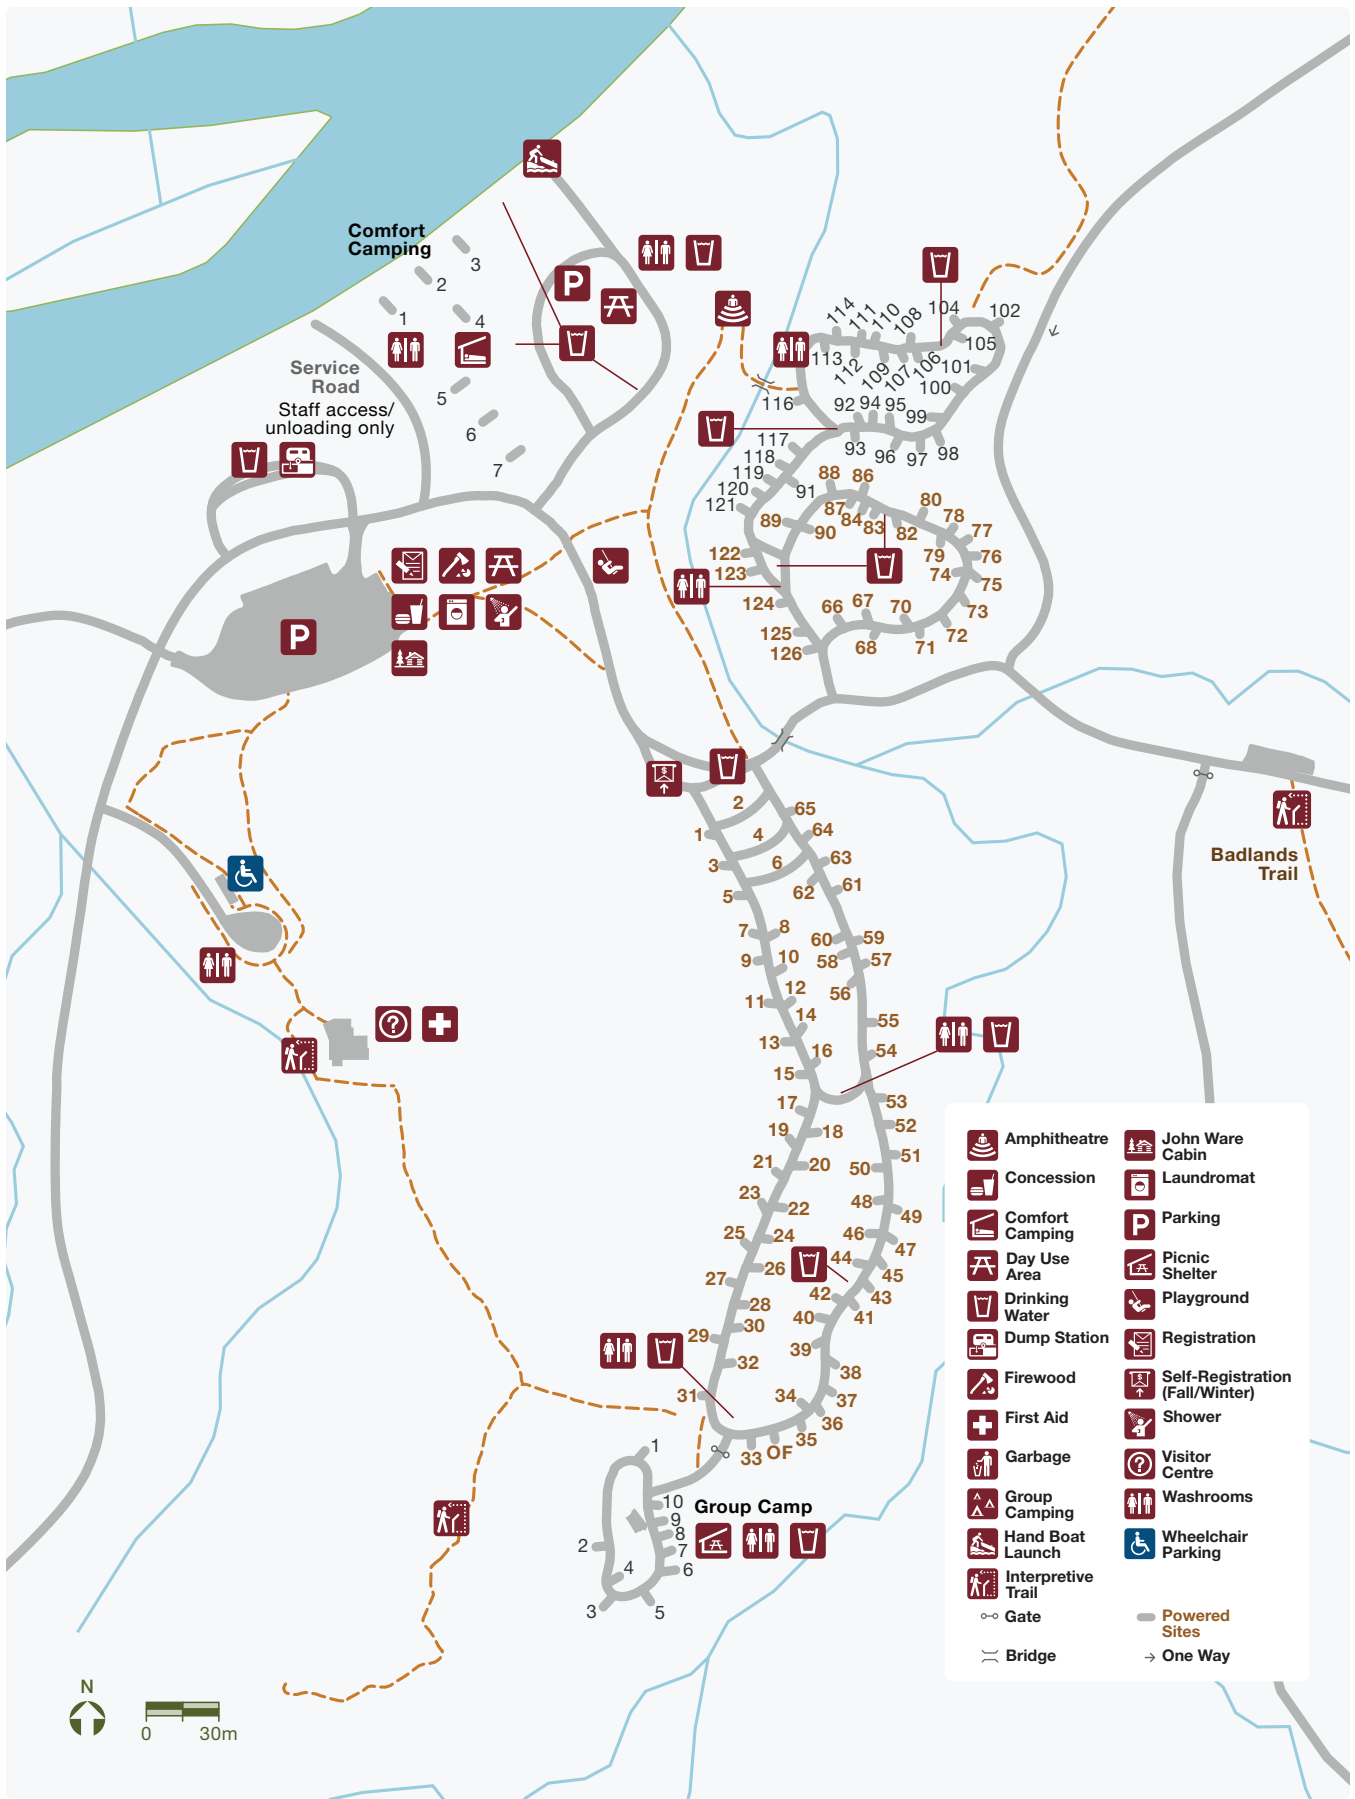 Comfort
Camping
3
2
1
4
5
6
7
Service
Road
Staff access/
unloading only
P
P
114
111
110
108
104
102
113
112
109
107
106
105
101
100
116
92
94
95
99
93
96
97
98
117
118
119
120
121
91
88
86
87
84
83
82
80
78
77
79
76
89
90
74
75
122
123
124
125
126
66
67
70
73
68
71
72
2
65
1
4
64
3
6
63
5
62
61
7
8
60
59
9
10
58
57
12
56
11
14
55
13
16
54
15
17
53
19
18
52
21
20
51
50
23
22
48
49
25
24
46
47
27
26
44
45
28
42
43
29
30
40
41
32
39
38
31
34
37
36
35
33
OF
Badlands
Trail
?
$
1
10
9
8
7
6
2
4
3
5
Group Camp
Amphitheatre
Concession
Comfort
Camping
Day Use
Area
Drinking
Water
Dump Station
Firewood
First Aid
Garbage
Group
Camping
Hand Boat
Launch
Interpretive
Trail
Gate
Bridge
John Ware
Cabin
Laundromat
P
Parking
Picnic
Shelter
Playground
Registration
$
Self-Registration
(Fall/Winter)
Shower
?
Visitor
Centre
Washrooms
Wheelchair
Parking
Powered
Sites
One Way
N
0
30m